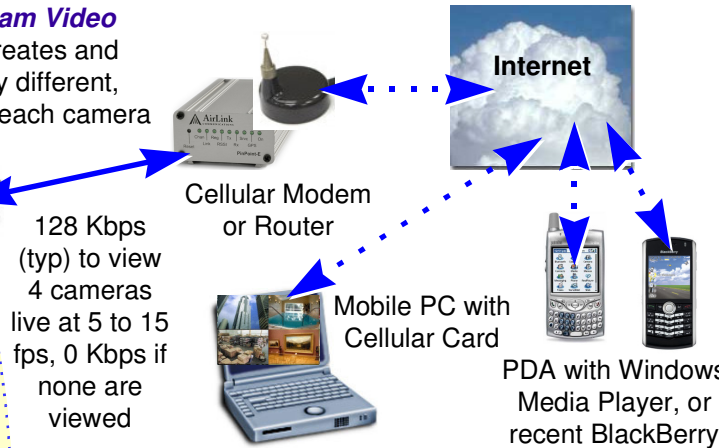 am Video
reates and
y different,
each camera
AirLink
Internet
Cellular Modem
or Router
128 Kbps
(typ) to view
4 cameras
live at 5 to 15
fps, 0 Kbps if
none are
viewed
Mobile PC with
Cellular Card
PDA with Windows
Media Player, or
recent BlackBerry